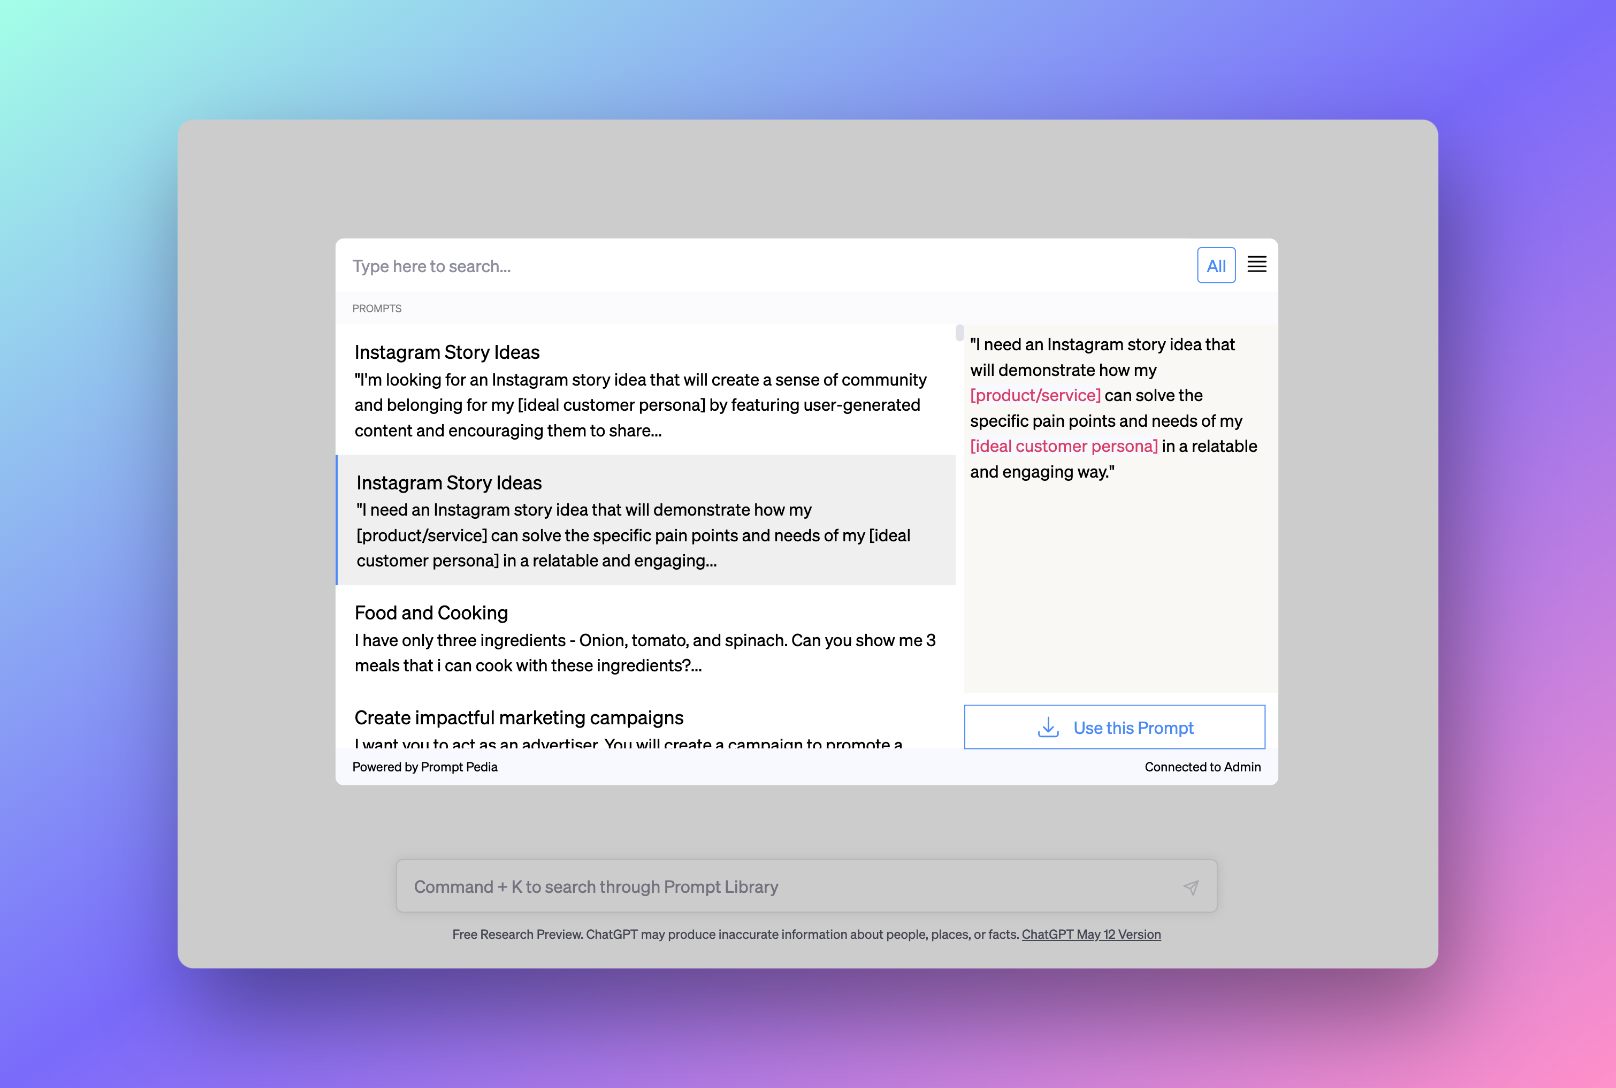 Type here to search...
All
PROMPTS
Instagram Story Ideas
"I'm looking for an Instagram story idea that will create a sense of community
and belonging for my [ideal customer persona] by featuring user-generated
content and encouraging them to share...
Instagram Story Ideas
"I need an Instagram story idea that will demonstrate how my
[product/service] can solve the specific pain points and needs of my [ideal
customer persona] in a relatable and engaging...
Food and Cooking
I have only three ingredients - Onion, tomato, and spinach. Can you show me 3
meals that i can cook with these ingredients?...
Create impactful marketing campaigns
I want you to act as an advertiser. You will create a campaign to promote a
"I need an Instagram story idea that
will demonstrate how my
[product/service] can solve the
specific pain points and needs of my
[ideal customer persona] in a relatable
and engaging way."
Use this Prompt
Powered by Prompt Pedia
Connected to Admin
Command + K to search through Prompt Library
Free Research Preview. ChatGPT may produce inaccurate information about people, places, or facts. ChatGPT May 12 Version